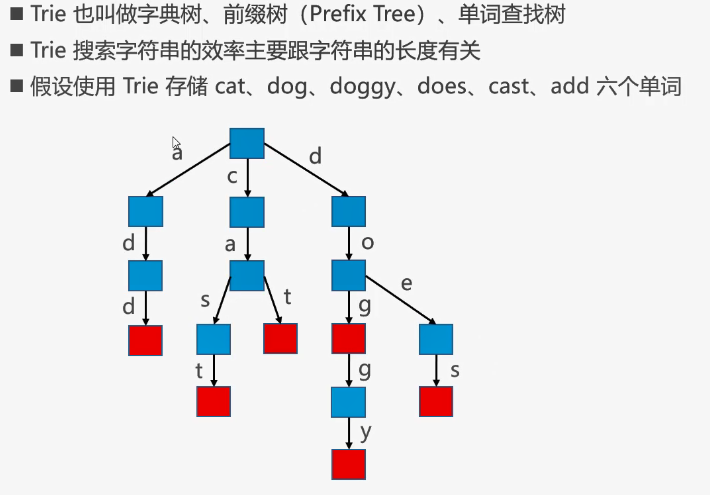 ■ Trie 也叫做字典树、前缀树（Prefix Tree）、单词查找树
■ Trie 搜索字符串的效率主要跟字符串的长度有关
■ 假设使用 Trie 存储 cat、dog、doggy、does、cast、add 六个单词
a
c
d
d
a
o
d
s
t
g
e
t
g
s
y